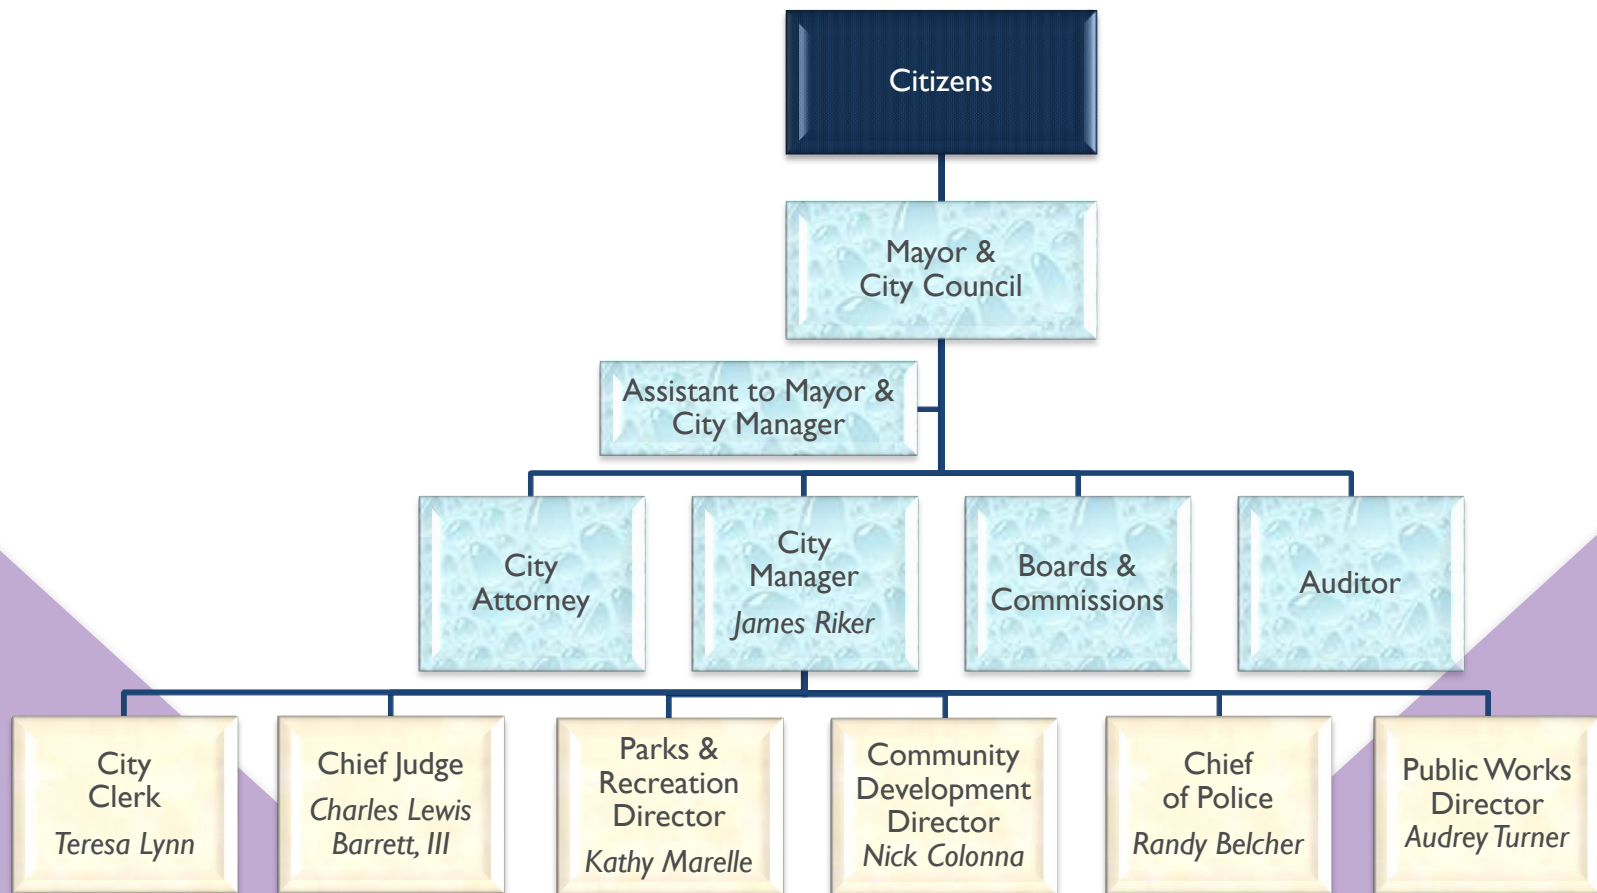 Citizens
Mayor &
City Council
Assistant to Mayor &
City Manager
City
Attorney
City
Manager
James Riker
Boards &
Commissions
Auditor
City
Clerk
Teresa Lynn
Chief Judge
Charles Lewis
Barrett, III
Parks &
Recreation
Director
Kathy Marelle
Community
Development
Director
Nick Colonna
Chief
of Police
Randy Belcher
Public Works
Director
Audrey Turner